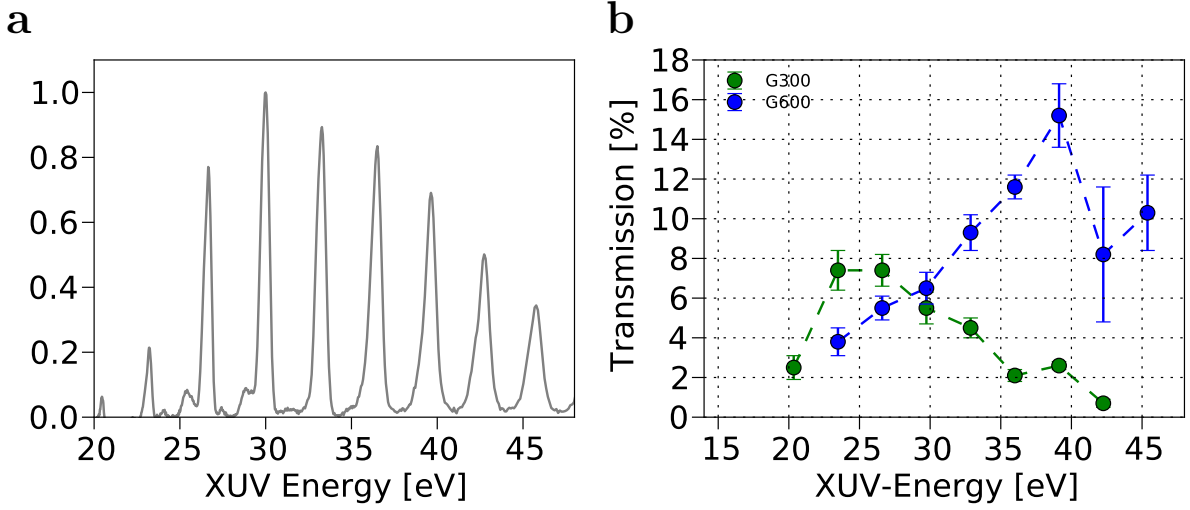 a
1.0
0.8
0.6
0.4
0.2
0.0
20 25 30 35 40 45
XUV Energy [eV]
b
Transmission [%]
18
16
14
12
10
8
6
4
2
0
G300
G600
15 20 25 30 35 40 45
XUV-Energy [eV]